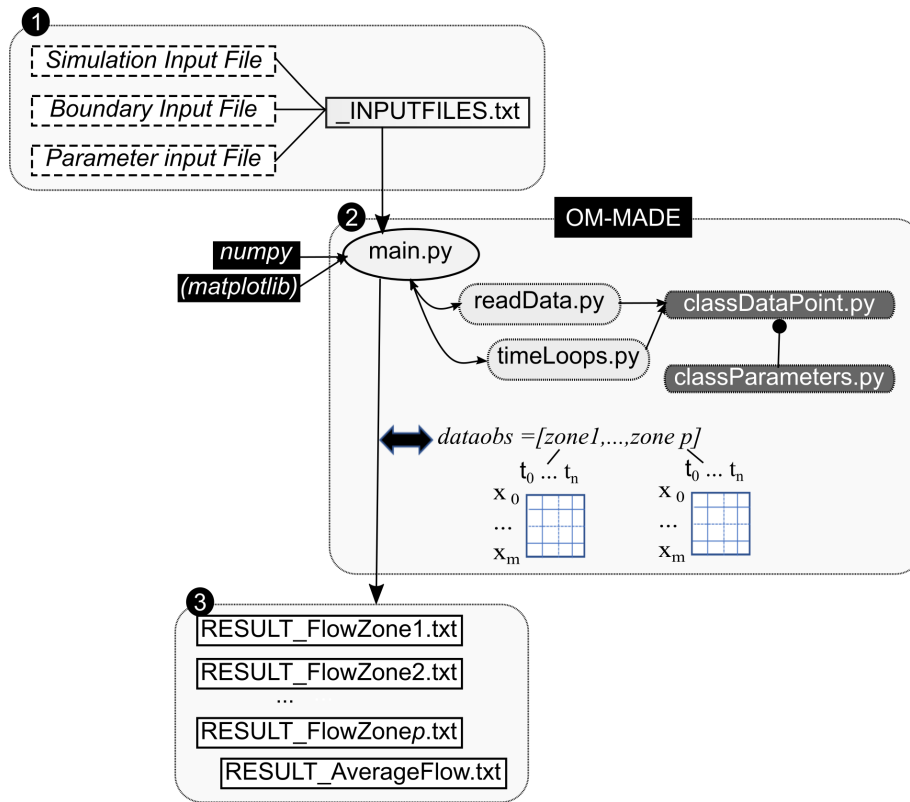 1
Simulation Input File
Boundary Input File
_INPUTFILES.txt
Parameter input File
2
OM-MADE
main.py
numpy
(matplotlib)
readData.py
classDataPoint.py
timeLoops.py
classParameters.py
dataobs =[zone1,...,zone p]
t0 ... tn
t0 ... tn
x 0
...
xm
x 0
...
xm
3
RESULT_FlowZone1.txt
RESULT_FlowZone2.txt
...
RESULT_FlowZonep.txt
RESULT_AverageFlow.txt